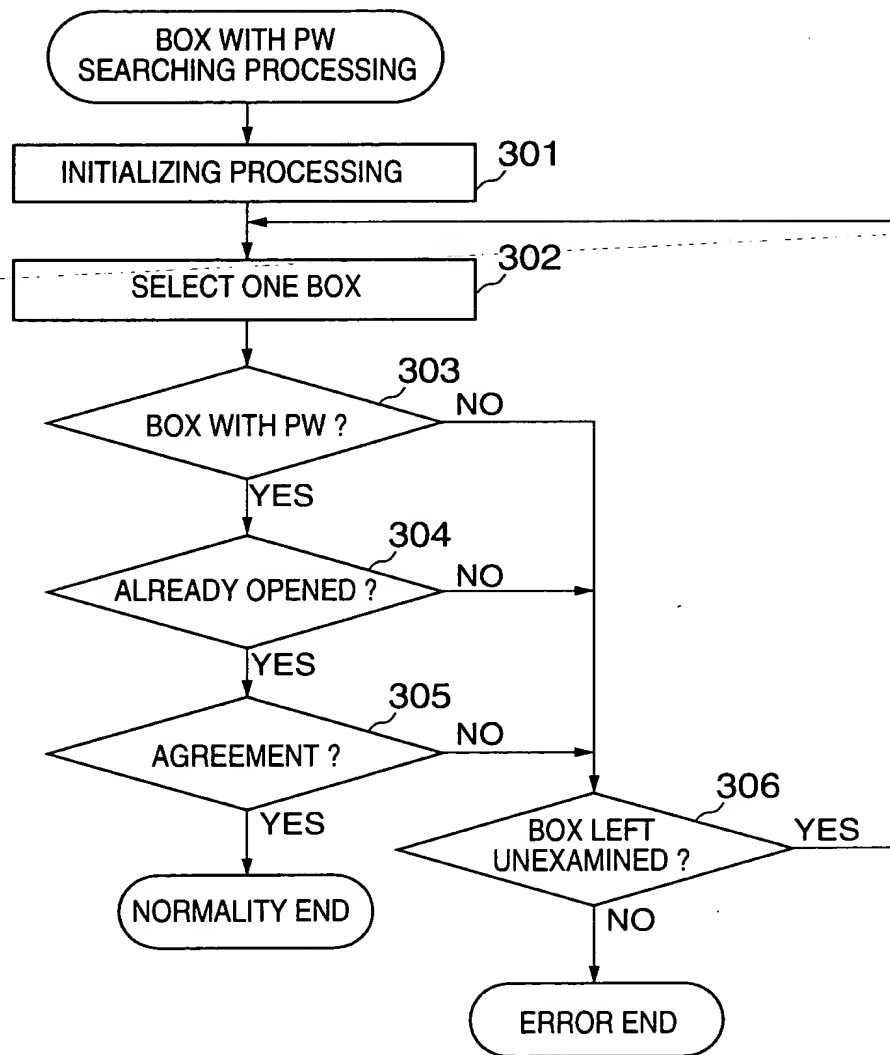 BOX WITH PW
SEARCHING PROCESSING
INITIALIZING PROCESSING
301
SELECT ONE BOX
302
BOX WITH PW ?
303
NO
YES
ALREADY OPENED ?
304
NO
YES
AGREEMENT ?
305
NO
YES
NORMALITY END
BOX LEFT
UNEXAMINED ?
306
YES
NO
ERROR END